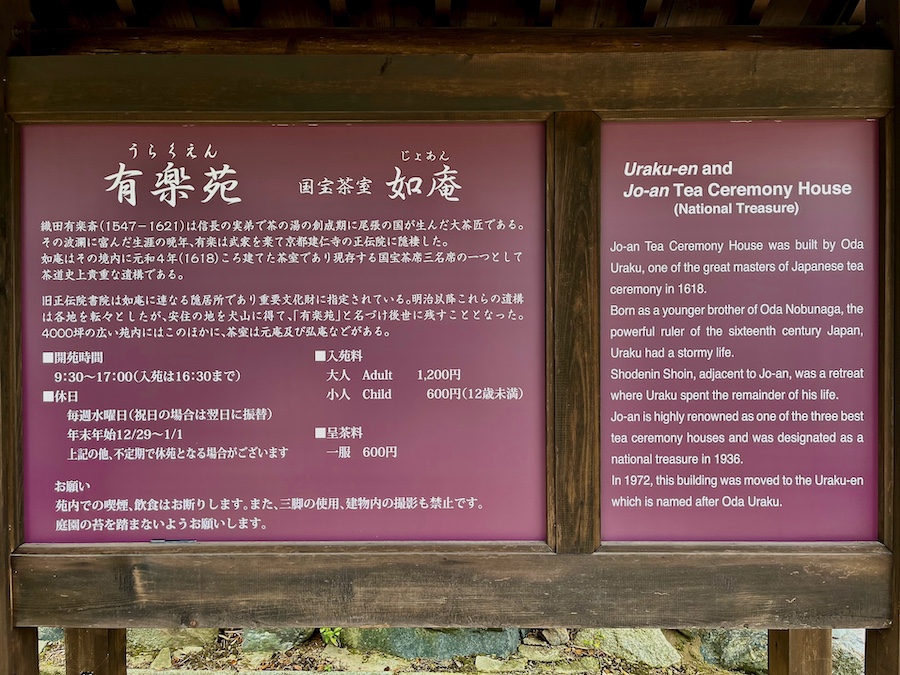 うらくえん
有楽苑
じょあん
国宝茶室 如庵
織田有楽斎(1547－1621)は信長の実弟で茶の湯の創成期に尾張の国が生んだ大茶匠である。
その波瀾に富んだ生涯の晩年、有楽は武家を棄て京都建仁寺の正伝院に隠棲した。
如庵はその境内に元和4年(1618)ころ建てた茶室であり現存する国宝茶席三名席の一つとして
茶道史上貴重な遺構である。
旧正伝院書院は如庵に連なる隠居所であり重要文化財に指定されている。明治以降これらの遺構
は各地を転々としたが、安住の地を犬山に得て、「有楽苑」と名づけ後世に残すこととなった。
4000坪の広い苑内にはこのほかに、茶室は元庵及び弘庵などがある。
■開苑時間
9:30～17:00(入苑は16:30まで)
■休日
毎週水曜日(祝日の場合は翌日に振替)
年末年始12/29～1/1
上記の他、不定期で休苑となる場合がございます
■入苑料
大人 Adult 1,200円
小人 Child 600円(12歳未満)
■呈茶料
一服 600円
お願い
苑内での喫煙、飲食はお断りします。また、三脚の使用、建物内の撮影も禁止です。
庭園の苔を踏まないようお願いします。
Uraku-en and
Jo-an Tea Ceremony House
(National Treasure)
Jo-an Tea Ceremony House was built by Oda
Uraku, one of the great masters of Japanese tea
ceremony in 1618.
Born as a younger brother of Oda Nobunaga, the
powerful ruler of the sixteenth century Japan,
Uraku had a stormy life.
Shodenin Shoin, adjacent to Jo-an, was a retreat
where Uraku spent the remainder of his life.
Jo-an is highly renowned as one of the three best
tea ceremony houses and was designated as a
national treasure in 1936.
In 1972, this building was moved to the Uraku-en
which is named after Oda Uraku.